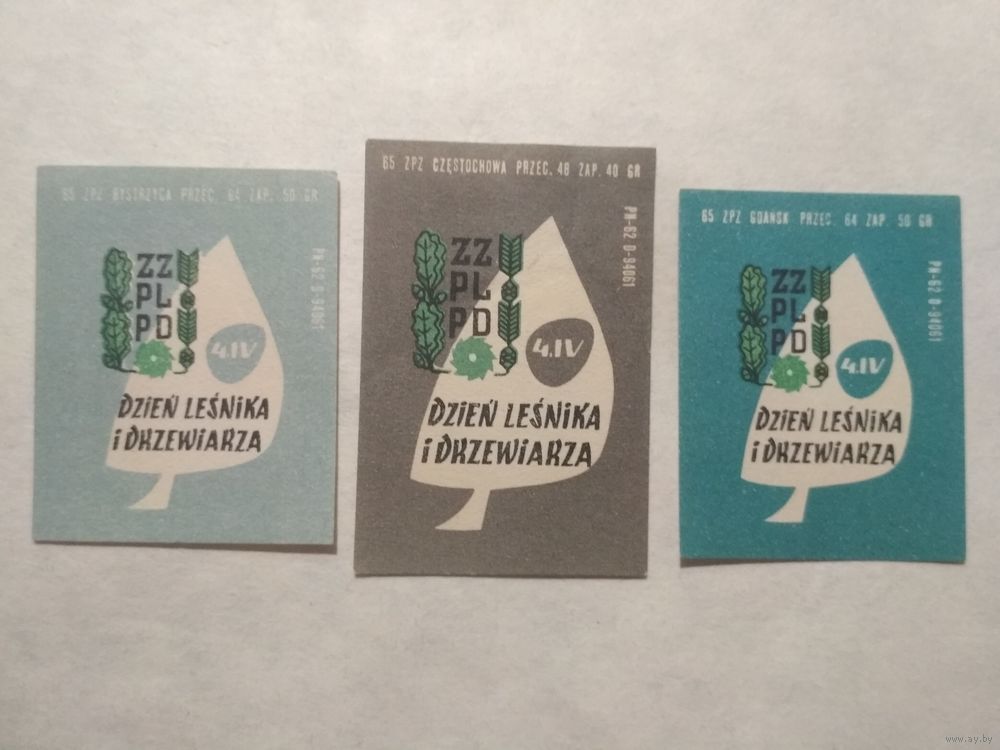 65 ZPZ BYSTRZYCA PRZEC. 64 ZAP. 50 GR
PN-62 D-94061
ZZ
PL
PD
4.IV
DZIEŃ LEŚNIKA
i DRZEWIARZA
65 ZPZ CZĘSTOCHOWA PRZEC. 48 ZAP. 40 GR
PN-62 D-94061
ZZ
PL
PD
4.IV
DZIEŃ LEŚNIKA
i DRZEWIARZA
65 ZPZ GDAŃSK PRZEC. 64 ZAP. 50 GR
PN-62 D-94061
ZZ
PL
PD
4.IV
DZIEŃ LEŚNIKA
i DRZEWIARZA
www.ay.by